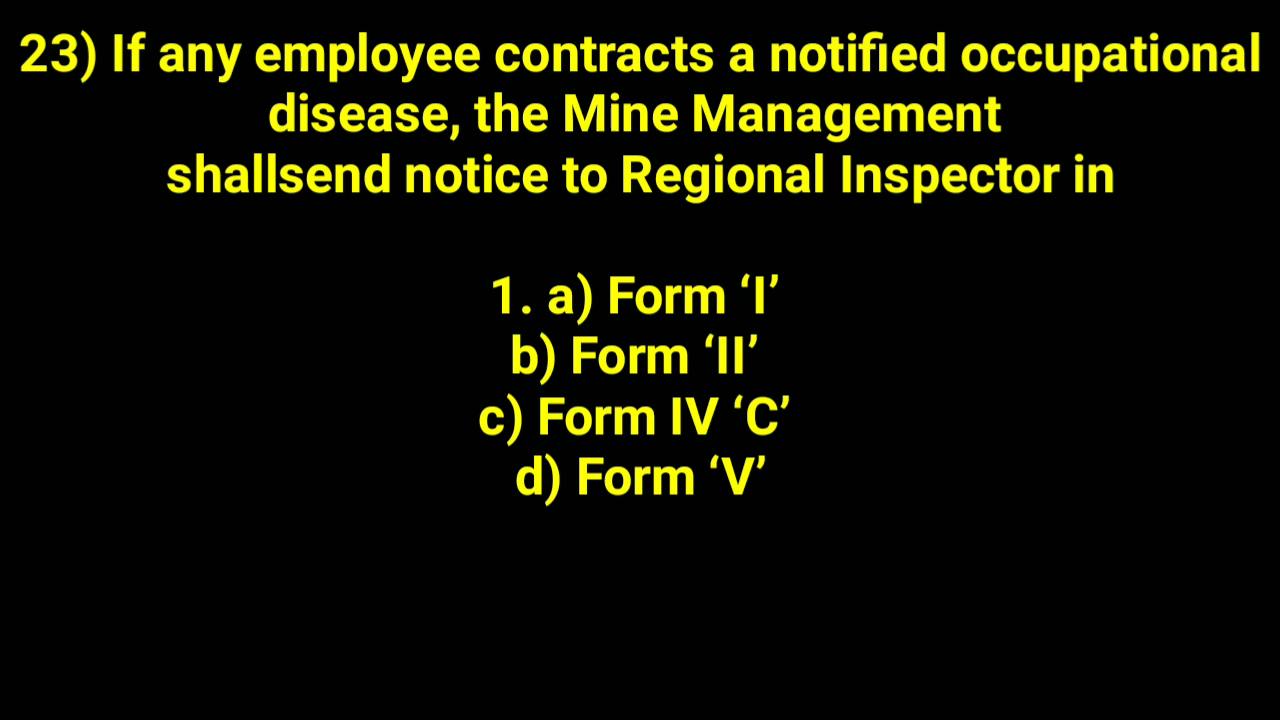 23) If any employee contracts a notified occupational
disease, the Mine Management
shallsend notice to Regional Inspector in
1. a) Form ‘I’
b) Form ‘II’
c) Form IV ‘C’
d) Form ‘V’